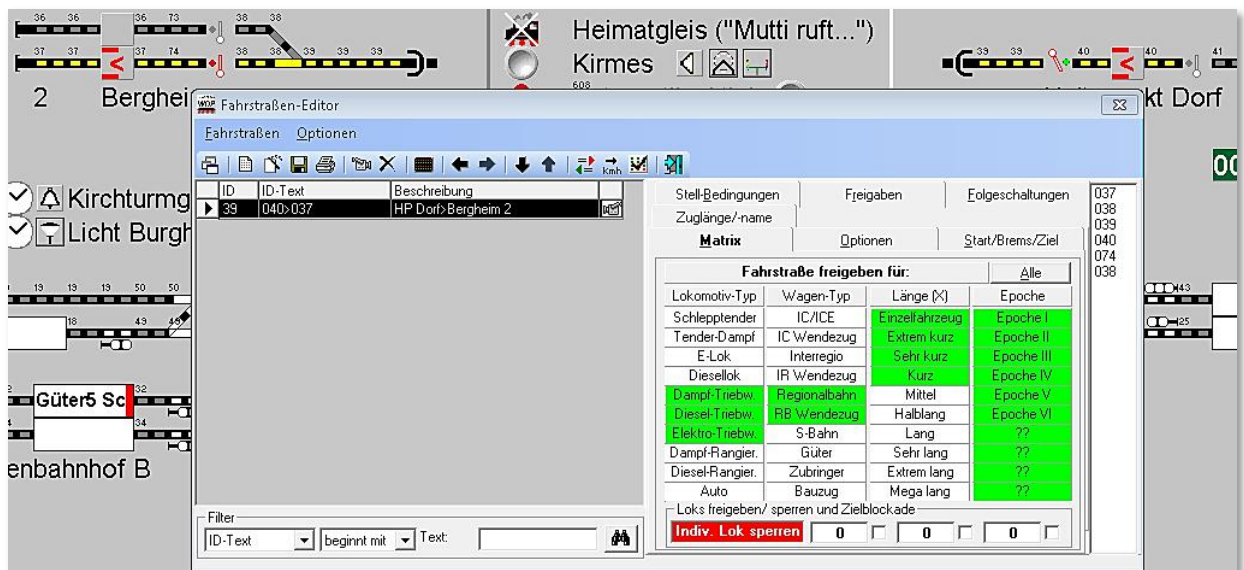 36 36 36 73 38 38
Heimatgleis ("Mutti ruft...")
37 37 37 74 38 38 39 39 39
Kirmes
39 39 40 40 41
608
2 Berghei
kt Dorf
WDP Fahrstraßen-Editor
Fahrstraßen Optionen
kmh
00
ID ID-Text Beschreibung
39 040>037 HP Dorf>Bergheim 2
Kirchturmg
Licht Burgh
Stell-Bedingungen Freigaben Folgeschaltungen
Zuglänge/-name
Matrix Optionen Start/Brems/Ziel
037
038
039
040
074
038
Fahrstraße freigeben für: Alle
Lokomotiv-Typ Wagen-Typ Länge (X) Epoche
Schlepptender IC/ICE Einzelfahrzeug Epoche I
Tender-Dampf IC Wendezug Extrem kurz Epoche II
E-Lok Interregio Sehr kurz Epoche III
Diesellok IR Wendezug Kurz Epoche IV
Dampf-Triebw. Regionalbahn Mittel Epoche V
Diesel-Triebw. RB Wendezug Halblang Epoche VI
Elektro-Triebw. S-Bahn Lang ??
Dampf-Rangier. Güter Sehr lang ??
Diesel-Rangier. Zubringer Extrem lang ??
Auto Bauzug Mega lang ??
19 19 19 50 50
18 49 49
43
25
32
Güter5 Sc
34
enbahnhof B
Filter
ID-Text beginnt mit Text:
Loks freigeben/ sperren und Zielblockade
Indiv. Lok sperren 0 0 0